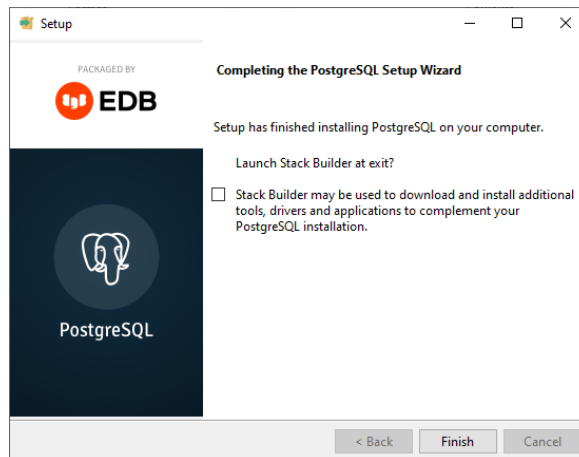 Setup
PACKAGED BY
EDB
Completing the PostgreSQL Setup Wizard
Setup has finished installing PostgreSQL on your computer.
Launch Stack Builder at exit?
Stack Builder may be used to download and install additional
tools, drivers and applications to complement your
PostgreSQL installation.
PostgreSQL
< Back
Finish
Cancel